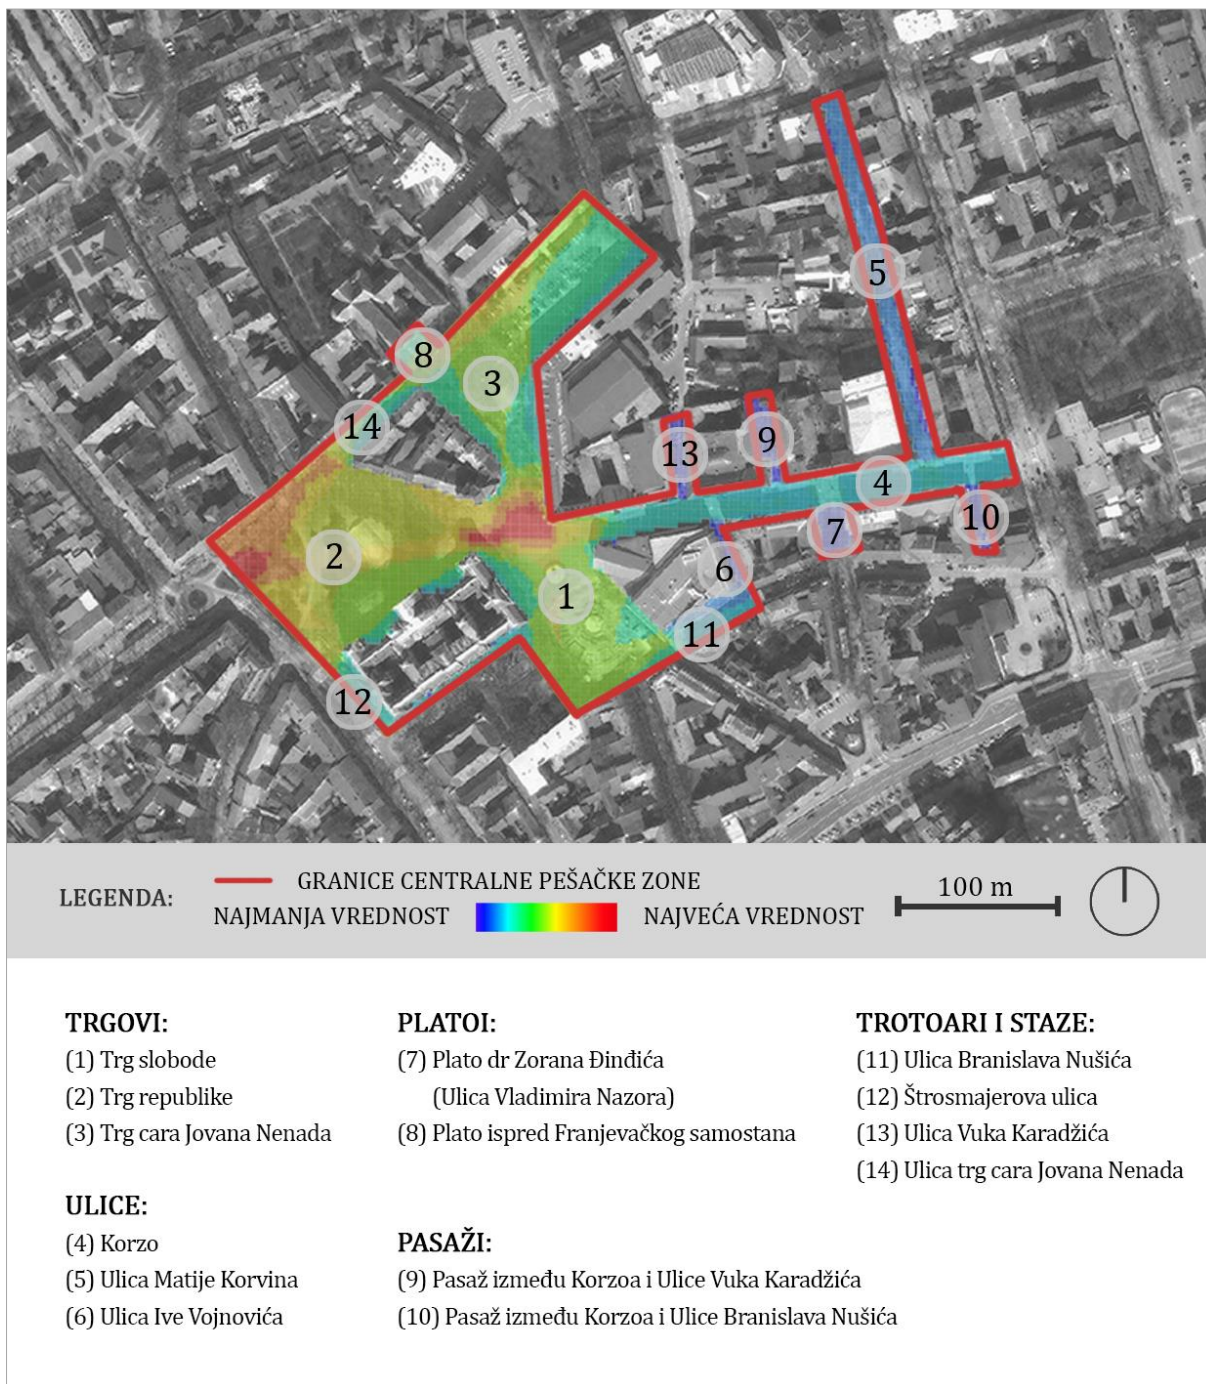 5
8
3
14
13
9
4
7
10
2
1
6
11
12
LEGENDA:
GRANICE CENTRALNE PEŠAČKE ZONE
NAJMANJA VREDNOST
NAJVEĆA VREDNOST
100 m
TRGOVI:
(1) Trg slobode
(2) Trg republike
(3) Trg cara Jovana Nenada
ULICE:
(4) Korzo
(5) Ulica Matije Korvina
(6) Ulica Ive Vojnovića
PLATOI:
(7) Plato dr Zorana Đinđića
(Ulica Vladimira Nazora)
(8) Plato ispred Franjevačkog samostana
PASAŽI:
(9) Pasaž između Korzoa i Ulice Vuka Karadžića
(10) Pasaž između Korzoa i Ulice Branislava Nušića
TROTOARI I STAZE:
(11) Ulica Branislava Nušića
(12) Štrosmajerova ulica
(13) Ulica Vuka Karadžića
(14) Ulica trg cara Jovana Nenada